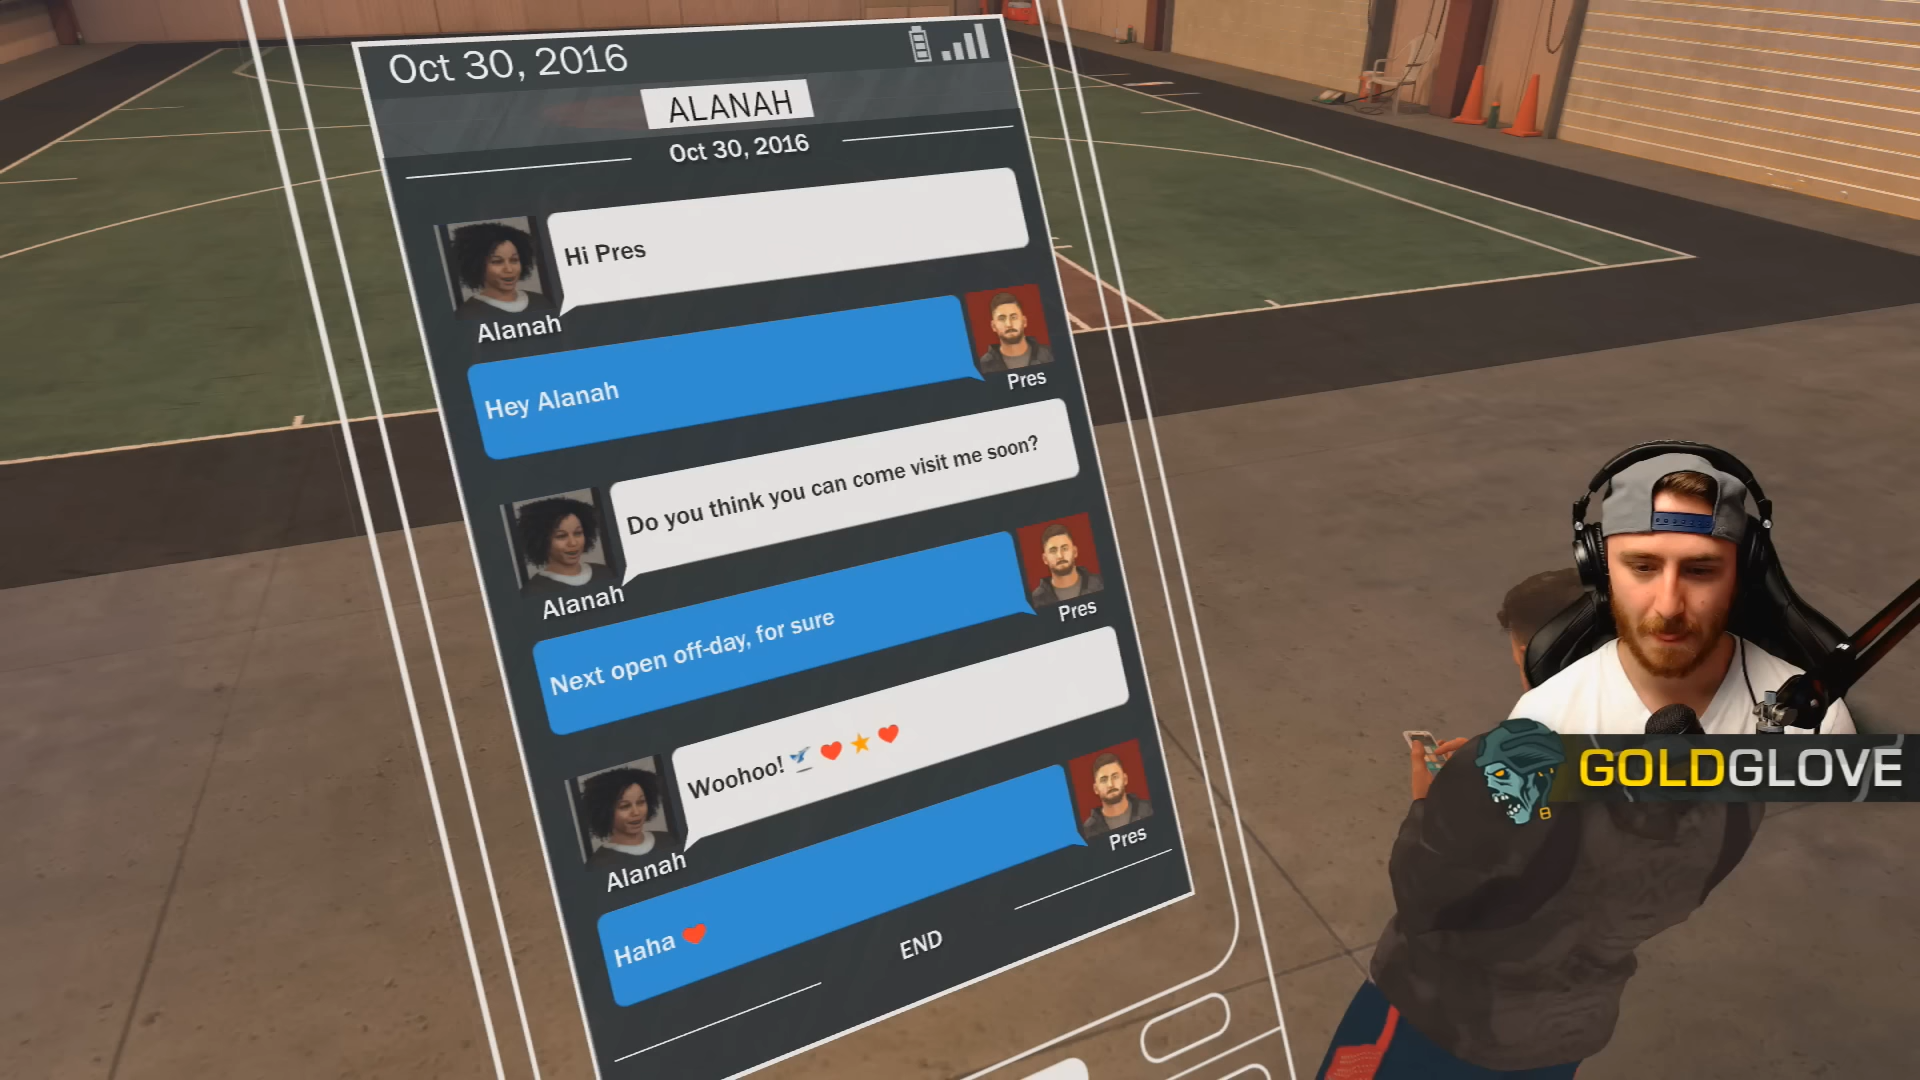 Oct 30, 2016
ALANAH
Oct 30, 2016
Hi Pres
Alanah
Hey Alanah
Pres
Do you think you can come visit me soon?
Alanah
Next open off-day, for sure
Pres
Woohoo! 🛫 ❤️ ⭐ ❤️
Alanah
Haha ❤️
Pres
END
GOLDGLOVE